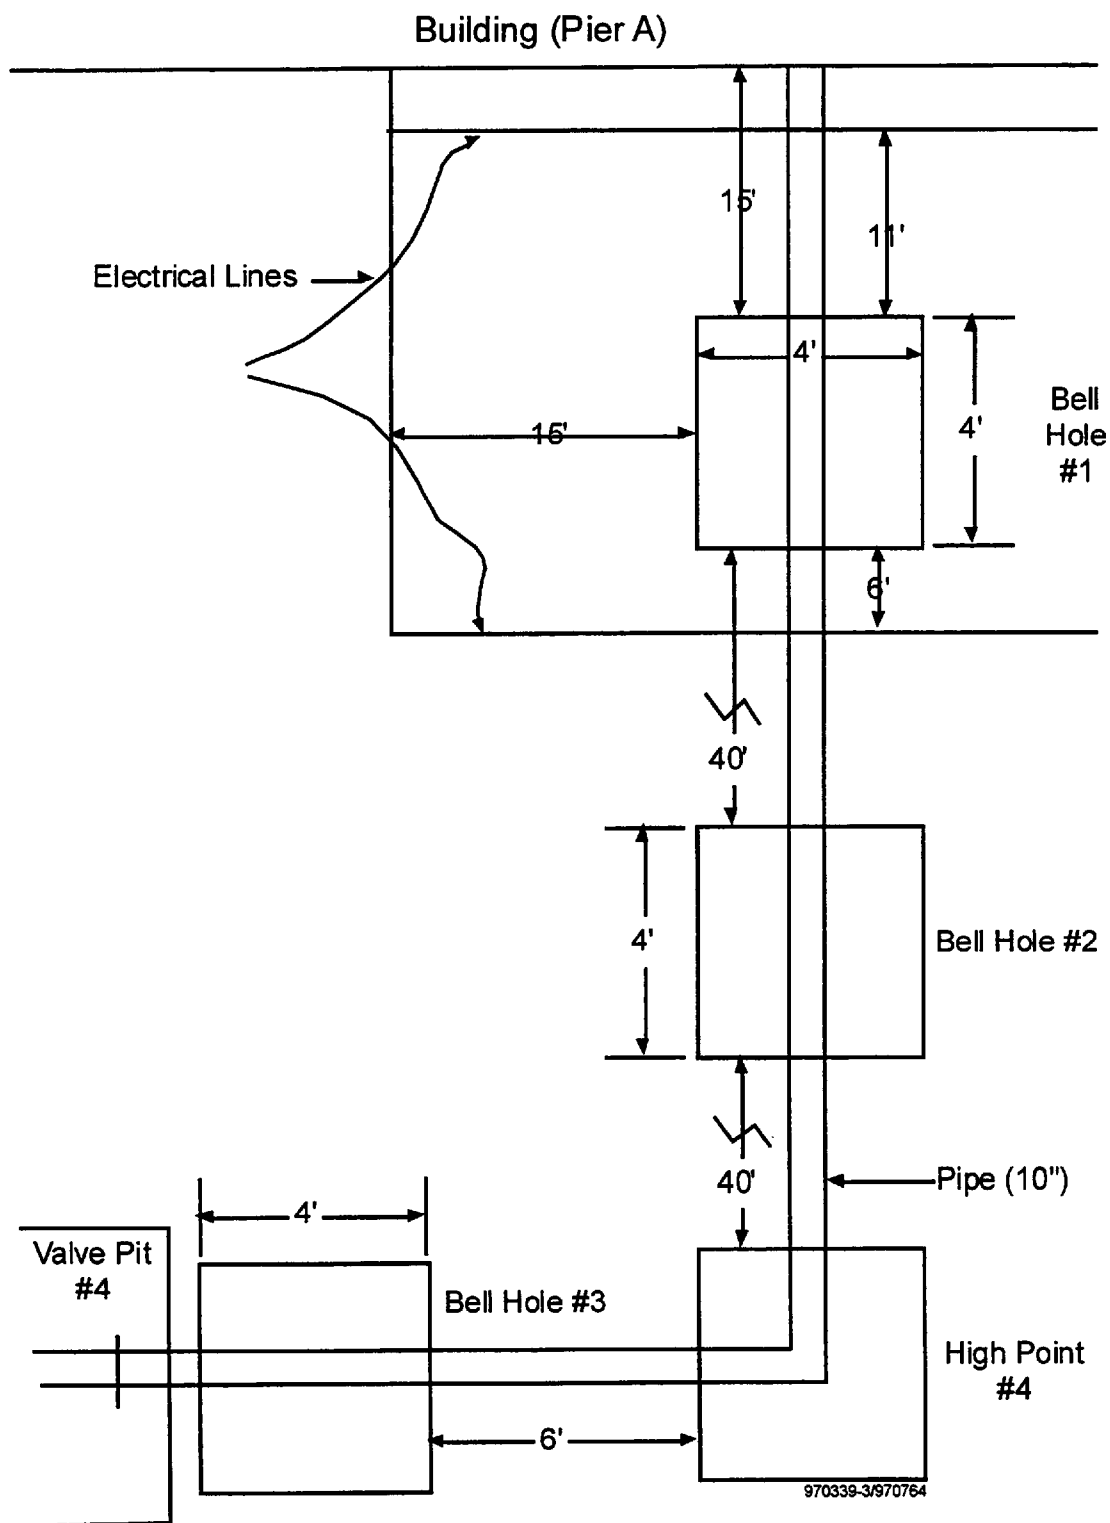 Building (Pier A)
15'
11'
Electrical Lines
4'
Bell
Hole
#1
4'
15'
6'
40'
4'
Bell Hole #2
40'
Pipe (10")
4'
Valve Pit
#4
Bell Hole #3
High Point
#4
6'
970339-3/970764